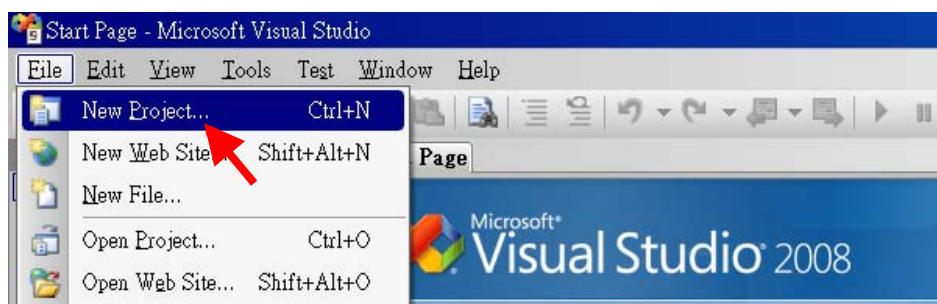 Start Page - Microsoft Visual Studio
File Edit View Tools Test Window Help
New Project... Ctrl+N
New Web Site Shift+Alt+N
Page
New File...
Microsoft®
Visual Studio® 2008
Open Project... Ctrl+O
Open Web Site... Shift+Alt+O